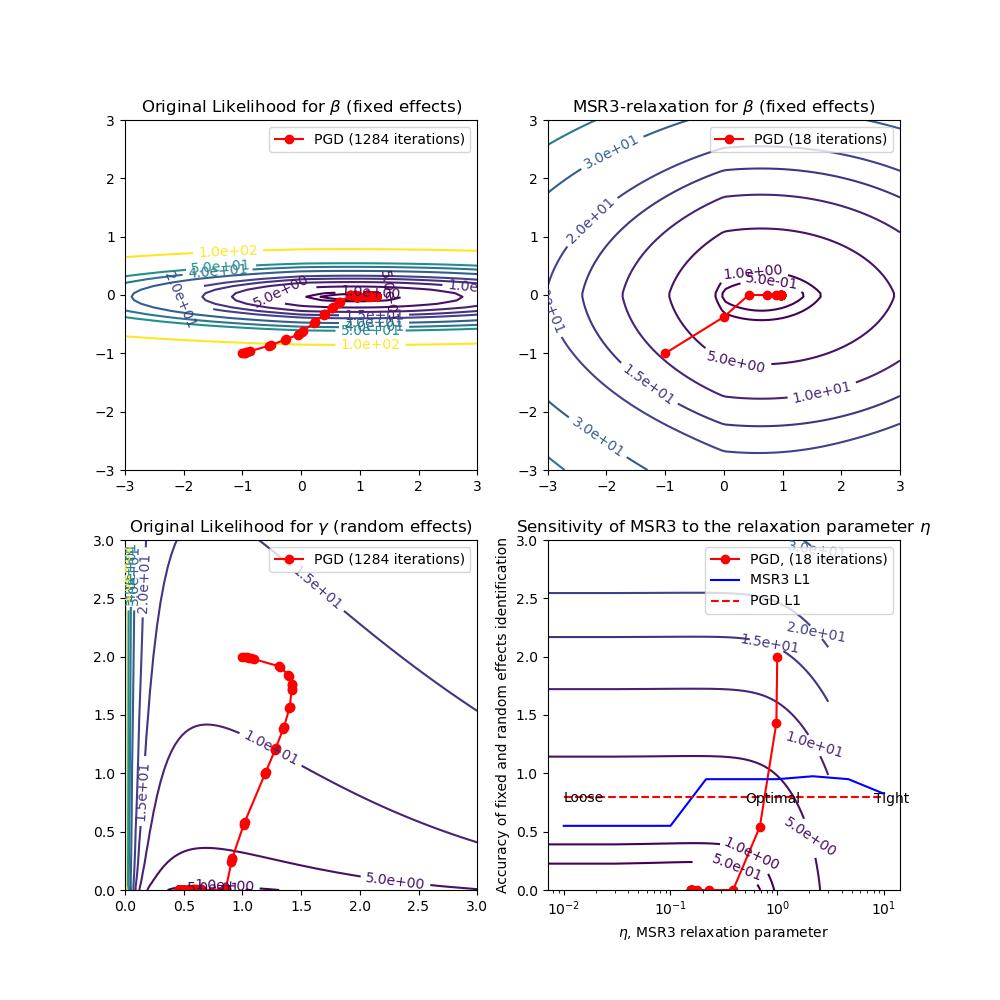 Original Likelihood for β (fixed effects)
PGD (1284 iterations)
3
2
1
0
−1
−2
−3
−3
−2
−1
0
1
2
3
1.0e+02
5.0e+01
4.0e+01
2.0e+01
5.0e+00
1.0e+00
1.5e+01
5.0e+01
1.0e+02
MSR3-relaxation for β (fixed effects)
PGD (18 iterations)
3
2
1
0
−1
−2
−3
−3
−2
−1
0
1
2
3
3.0e+01
2.0e+01
1.0e+00
5.0e-01
5.0e+00
1.5e+01
1.0e+01
3.0e+01
Original Likelihood for γ (random effects)
PGD (1284 iterations)
3.0
2.5
2.0
1.5
1.0
0.5
0.0
0.0
0.5
1.0
1.5
2.0
2.5
3.0
2.0e+01
1.5e+01
1.5e+01
1.0e+01
5.0e+00
1.0e+00
Sensitivity of MSR3 to the relaxation parameter η
Accuracy of fixed and random effects identification
PGD, (18 iterations)
MSR3 L1
PGD L1
3.0
2.5
2.0
1.5
1.0
0.5
0.0
3.0e+01
2.0e+01
1.5e+01
1.0e+01
Loose
Optimal
Tight
5.0e+00
1.0e+00
5.0e-01
10⁻²
10⁻¹
10⁰
10¹
η, MSR3 relaxation parameter